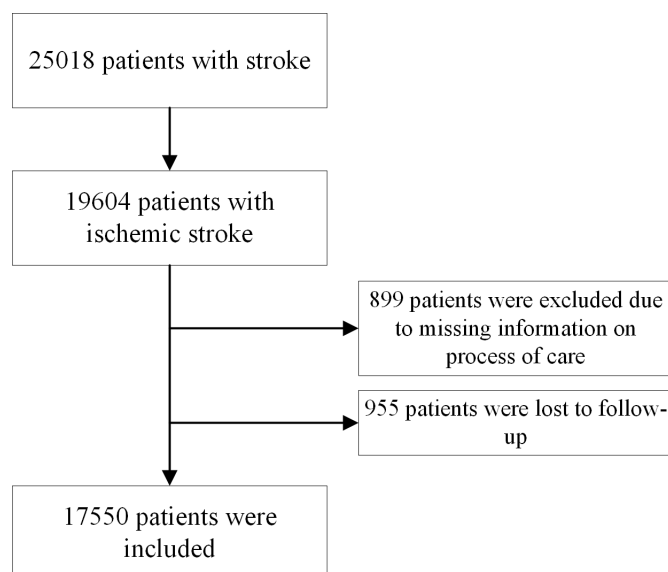 25018 patients with stroke
19604 patients with
ischemic stroke
899 patients were excluded due
to missing information on
process of care
955 patients were lost to follow-
up
17550 patients were
included